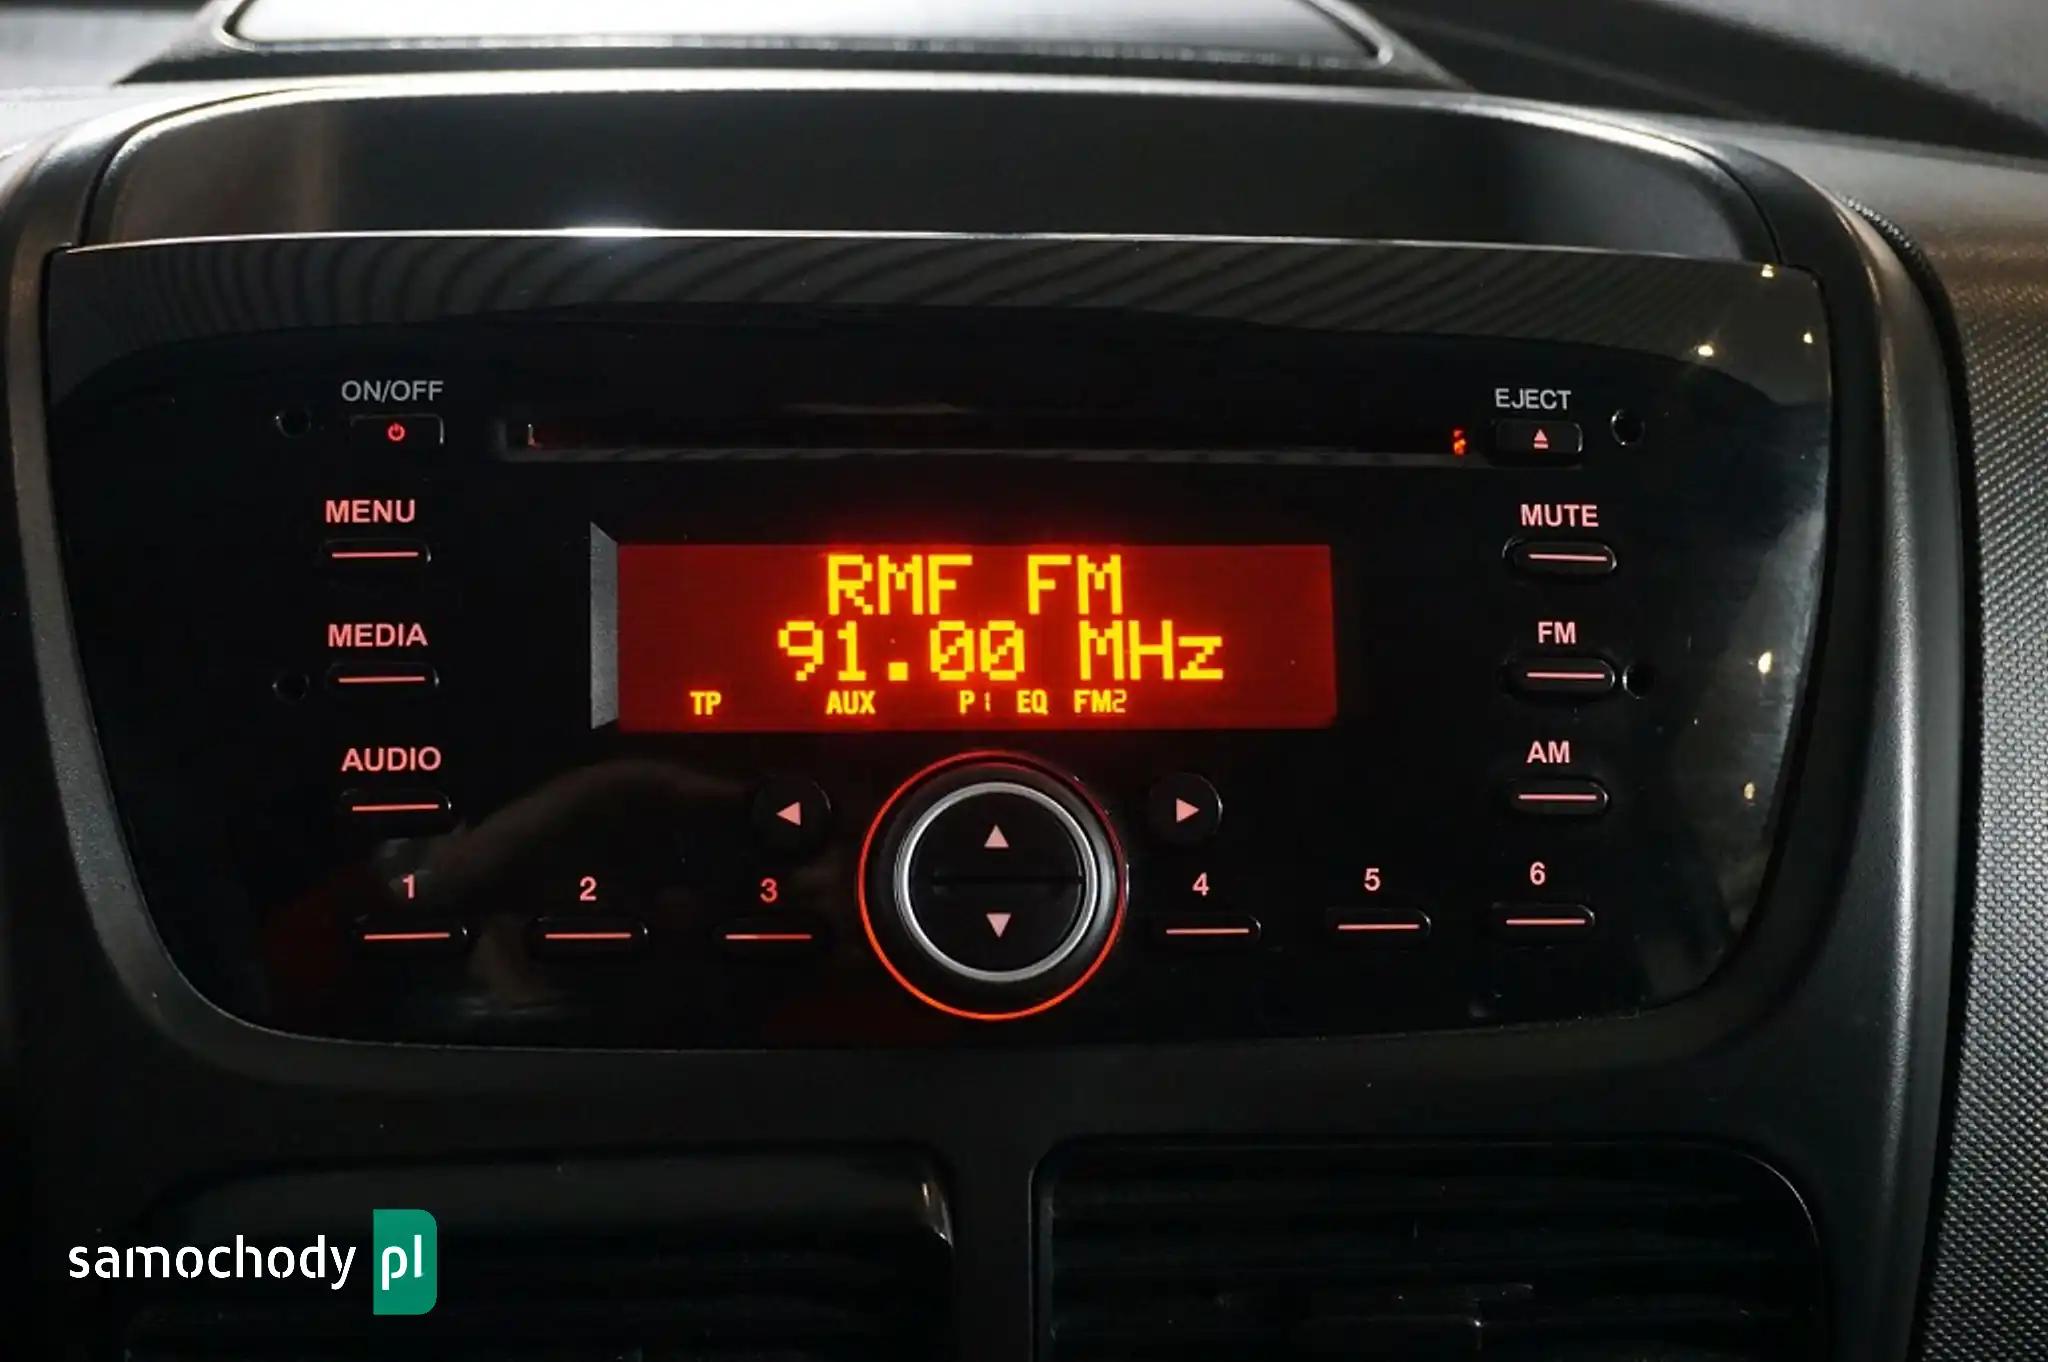 ON/OFF
EJECT
MENU
MUTE
RMF FM
MEDIA
FM
91.00 MHz
TP AUX P1 EQ FM2
AUDIO
AM
1 2 3 4 5 6
samochody pl